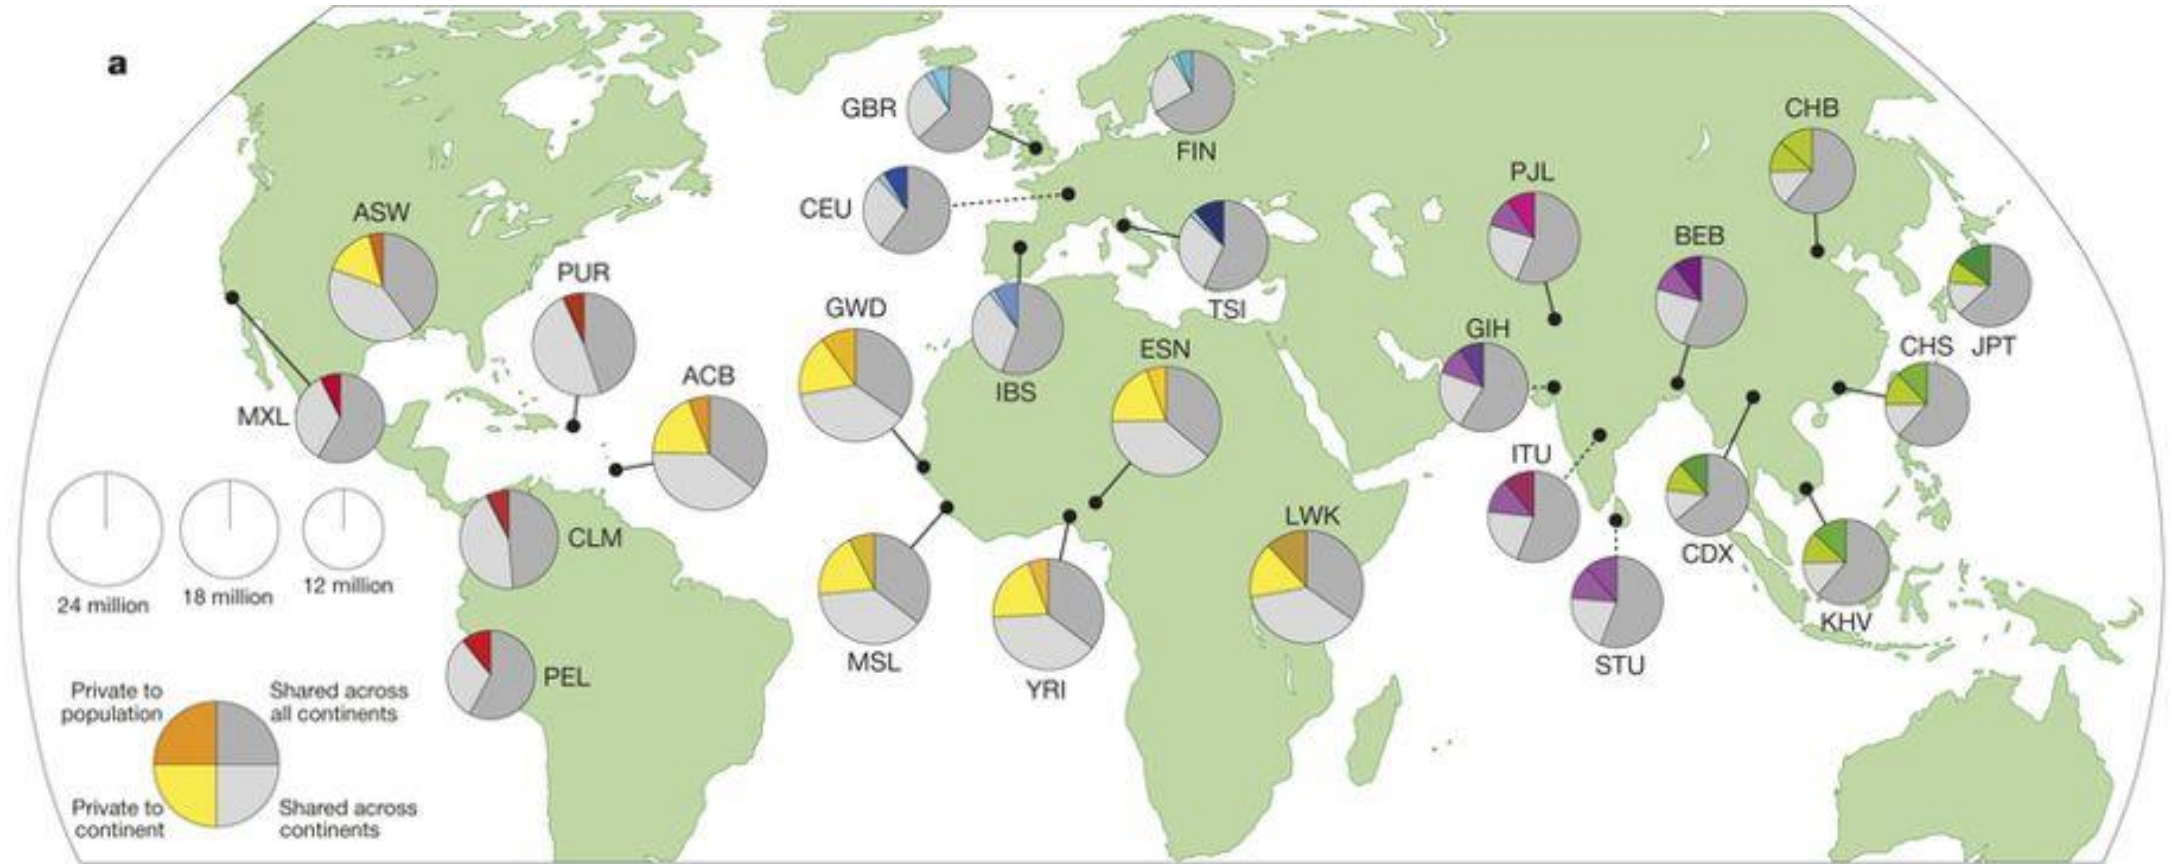 a
GBR
FIN
CHB
CEU
PJL
ASW
PUR
BEB
TSI
GWD
GIH
IBS
ESN
CHS
JPT
ACB
MXL
ITU
LWK
CLM
CDX
24 million
18 million
12 million
KHV
MSL
STU
YRI
PEL
Private to
population
Shared across
all continents
Private to
continent
Shared across
continents